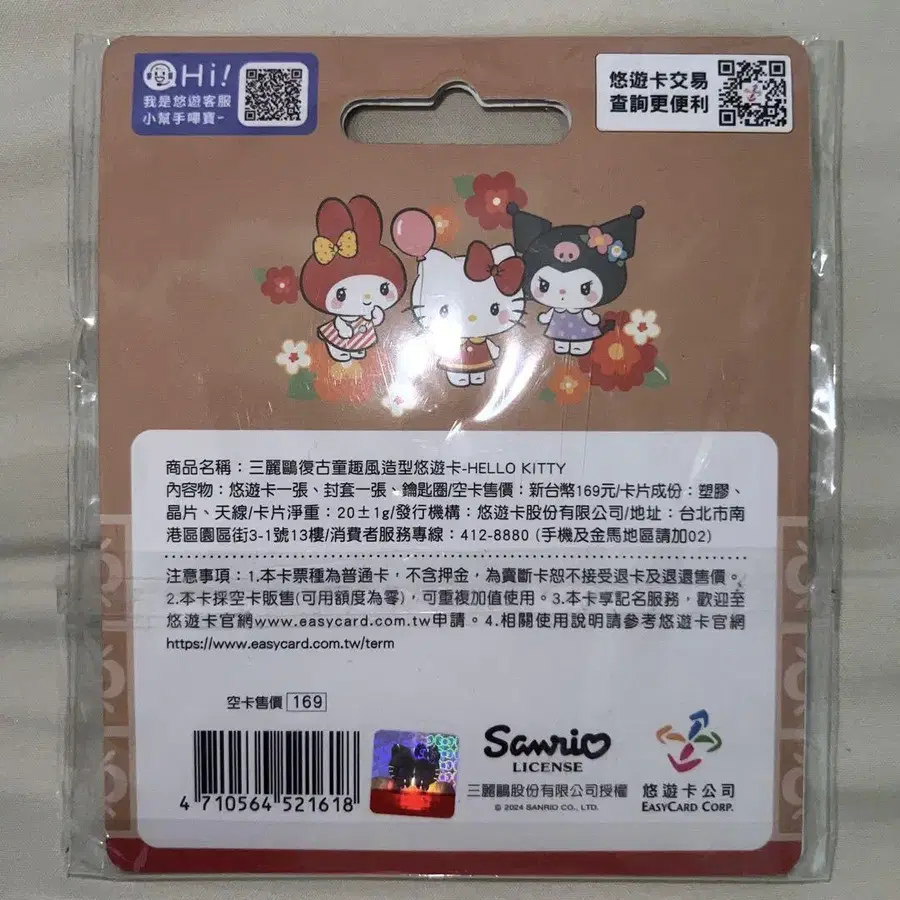 Hi!
我是悠遊客服
小幫手嗶寶~
悠遊卡交易
查詢更便利
商品名稱：三麗鷗復古童趣風造型悠遊卡-HELLO KITTY
內容物：悠遊卡一張、封套一張、鑰匙圈/空卡售價：新台幣169元/卡片成份：塑膠、
晶片、天線/卡片淨重：20±1g/發行機構：悠遊卡股份有限公司/地址：台北市南
港區園區街3-1號13樓/消費者服務專線：412-8880 (手機及金馬地區請加02)
注意事項：1.本卡票種為普通卡，不含押金，為賣斷卡恕不接受退卡及退還售價。
2.本卡採空卡販售(可用額度為零)，可重複加值使用。3.本卡享記名服務，歡迎至
悠遊卡官網www.easycard.com.tw申請。4.相關使用說明請參考悠遊卡官網
https://www.easycard.com.tw/term
空卡售價 169
4 710564 521618
Sanrio
LICENSE
三麗鷗股份有限公司授權
© 2024 SANRIO CO., LTD.
悠遊卡公司
EASYCARD CORP.